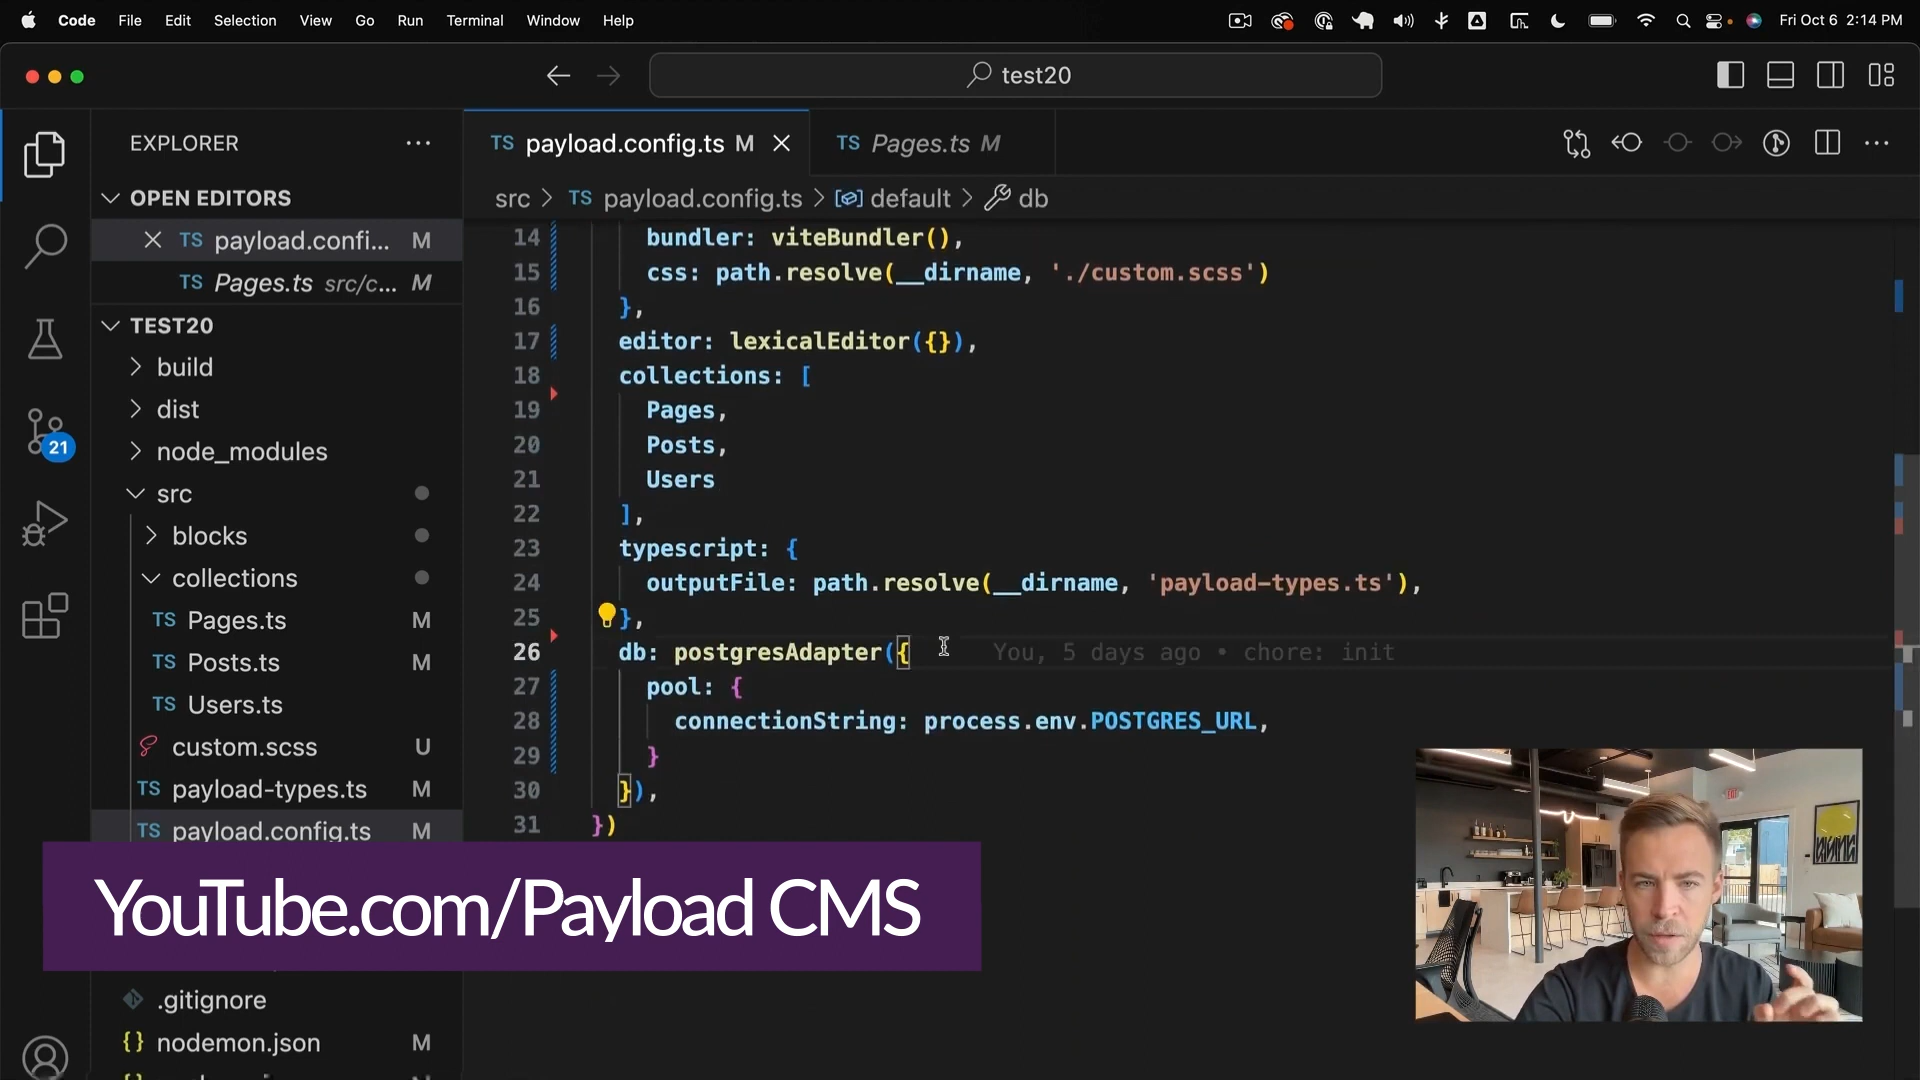 Code File Edit Selection View Go Run Terminal Window Help Fri Oct 6 2:14 PM
test20
EXPLORER
OPEN EDITORS
TS payload.confi... M
TS Pages.ts src/c... M
TEST20
build
dist
node_modules
src
blocks
collections
TS Pages.ts M
TS Posts.ts M
TS Users.ts M
custom.scss U
TS payload-types.ts M
TS payload.config.ts M
.gitignore
{} nodemon.json M
21
TS payload.config.ts M
TS Pages.ts M
src > TS payload.config.ts > default > db
14 bundler: viteBundler(),
15 css: path.resolve(__dirname, './custom.scss')
16 },
17 editor: lexicalEditor({}),
18 collections: [
19 Pages,
20 Posts,
21 Users
22 ],
23 typescript: {
24 outputFile: path.resolve(__dirname, 'payload-types.ts'),
25 },
26 db: postgresAdapter({ You, 5 days ago • chore: init
27 pool: {
28 connectionString: process.env.POSTGRES_URL,
29 }
30 }),
31 })
YouTube.com/Payload CMS